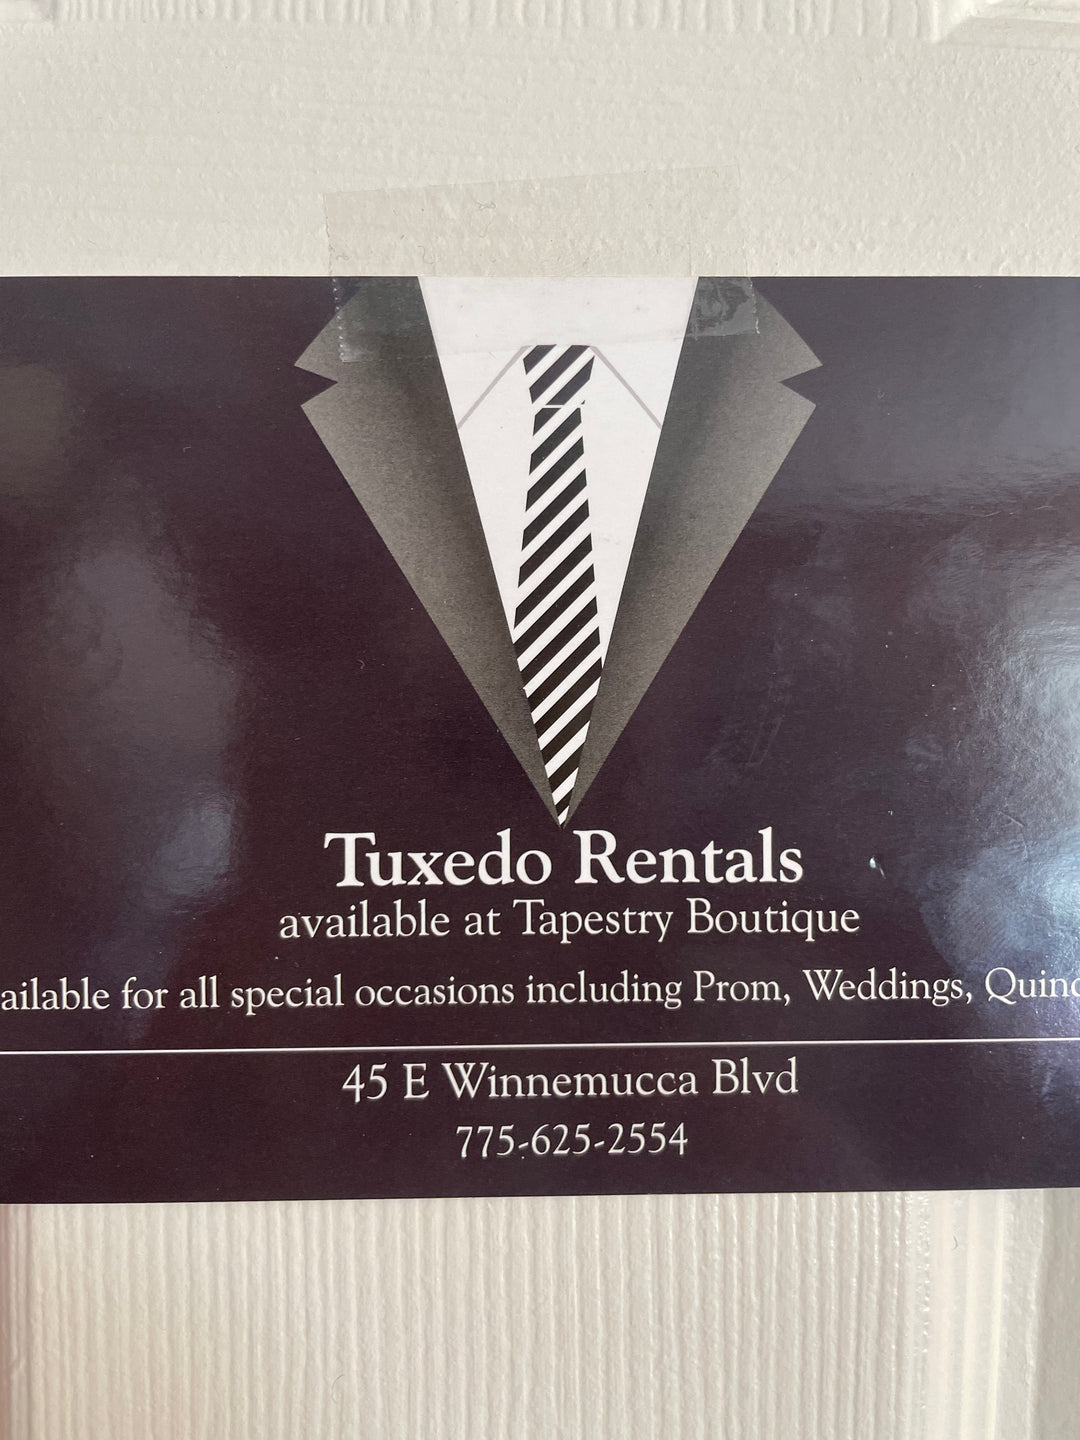 Tuxedo Rentals
available at Tapestry Boutique
ailable for all special occasions including Prom, Weddings,
45 E Winnemucca Blvd
775-625-2554